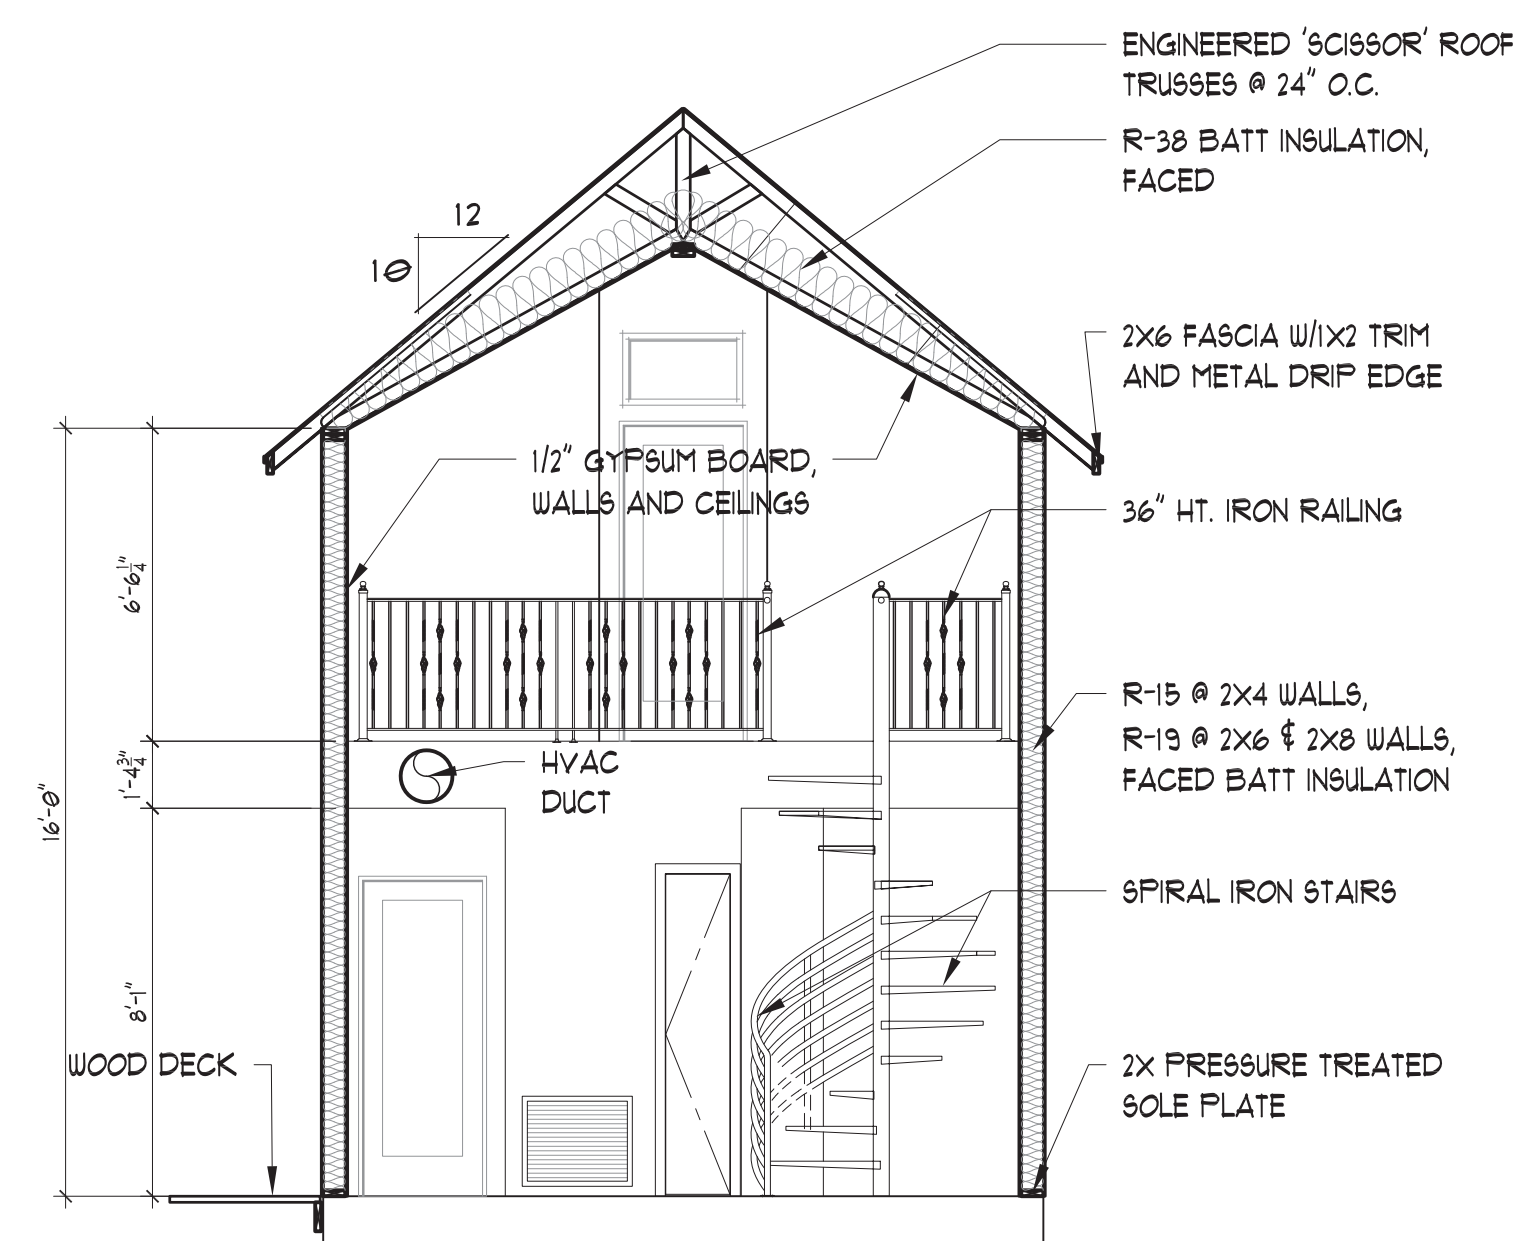 ENGINEERED 'SCISSOR' ROOF
TRUSSES @ 24" O.C.
R-38 BATT INSULATION,
FACED
12
10
2X6 FASCIA W/1X2 TRIM
AND METAL DRIP EDGE
1/2" GYPSUM BOARD,
WALLS AND CEILINGS
36" HT. IRON RAILING
6'-6 1/4"
R-15 @ 2X4 WALLS,
R-19 @ 2X6 & 2X8 WALLS,
FACED BATT INSULATION
HVAC
DUCT
1'-4 3/4"
16'-0"
SPIRAL IRON STAIRS
8'-1"
WOOD DECK
2X PRESSURE TREATED
SOLE PLATE